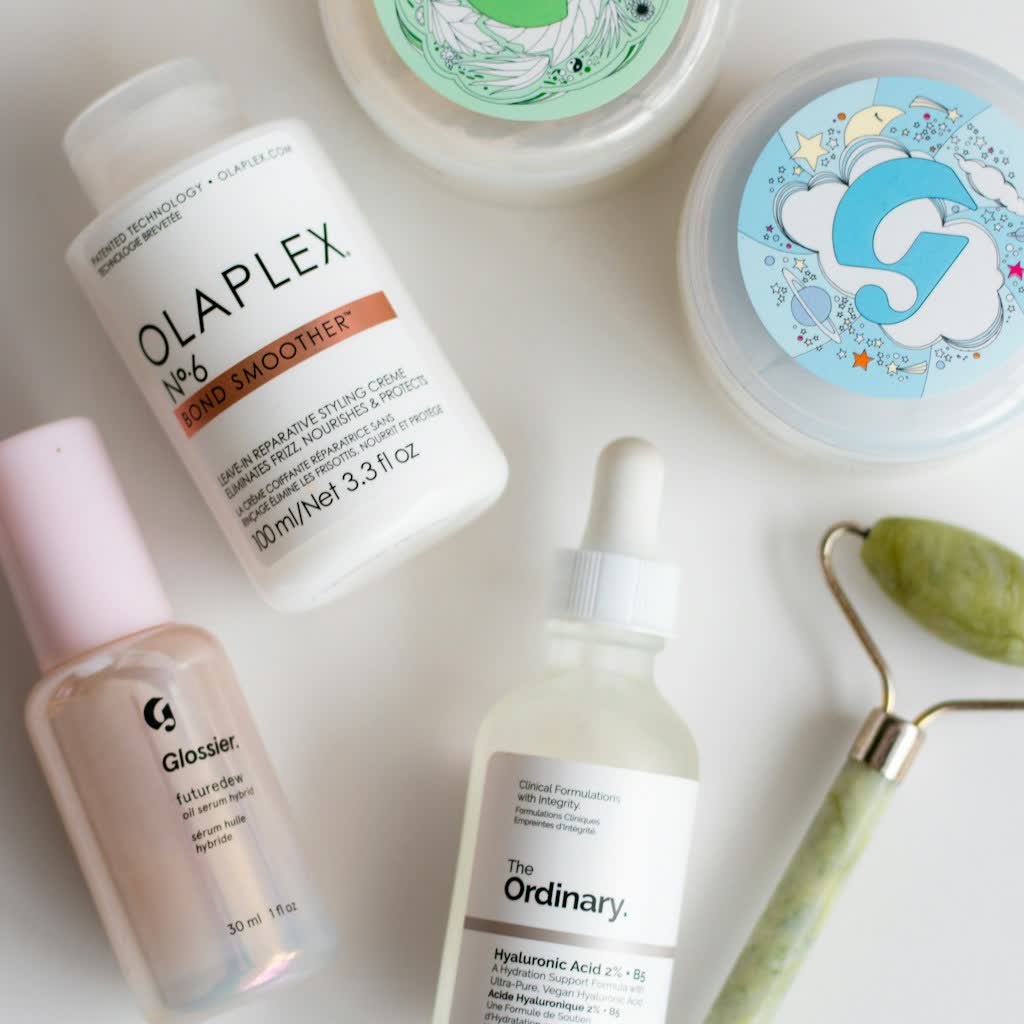 PATENTED TECHNOLOGY • OLAPLEX.COM
TECHNOLOGIE BREVETÉE
OLAPLEX.
Nº.6
BOND SMOOTHER™
LEAVE-IN REPARATIVE STYLING CREME
ELIMINATES FRIZZ, NOURISHES & PROTECTS
LA CRÈME COIFFANTE RÉPARATRICE SANS
RINÇAGE ÉLIMINE LES FRISOTTIS, NOURRIT ET PROTÈGE
100 ml/Net 3.3 fl oz
G
G
Glossier.
futuredew
oil serum hybrid
sérum huile
hybride
30 ml 1 fl oz
Clinical Formulations
with Integrity.
Formulations Cliniques
Empreintes d'Intégrité.
The
Ordinary.
Hyaluronic Acid 2% + B5
A Hydration Support Formula with
Ultra-Pure, Vegan Hyaluronic Acid
Acide Hyaluronique 2% + B5
Une Formule de Soutien